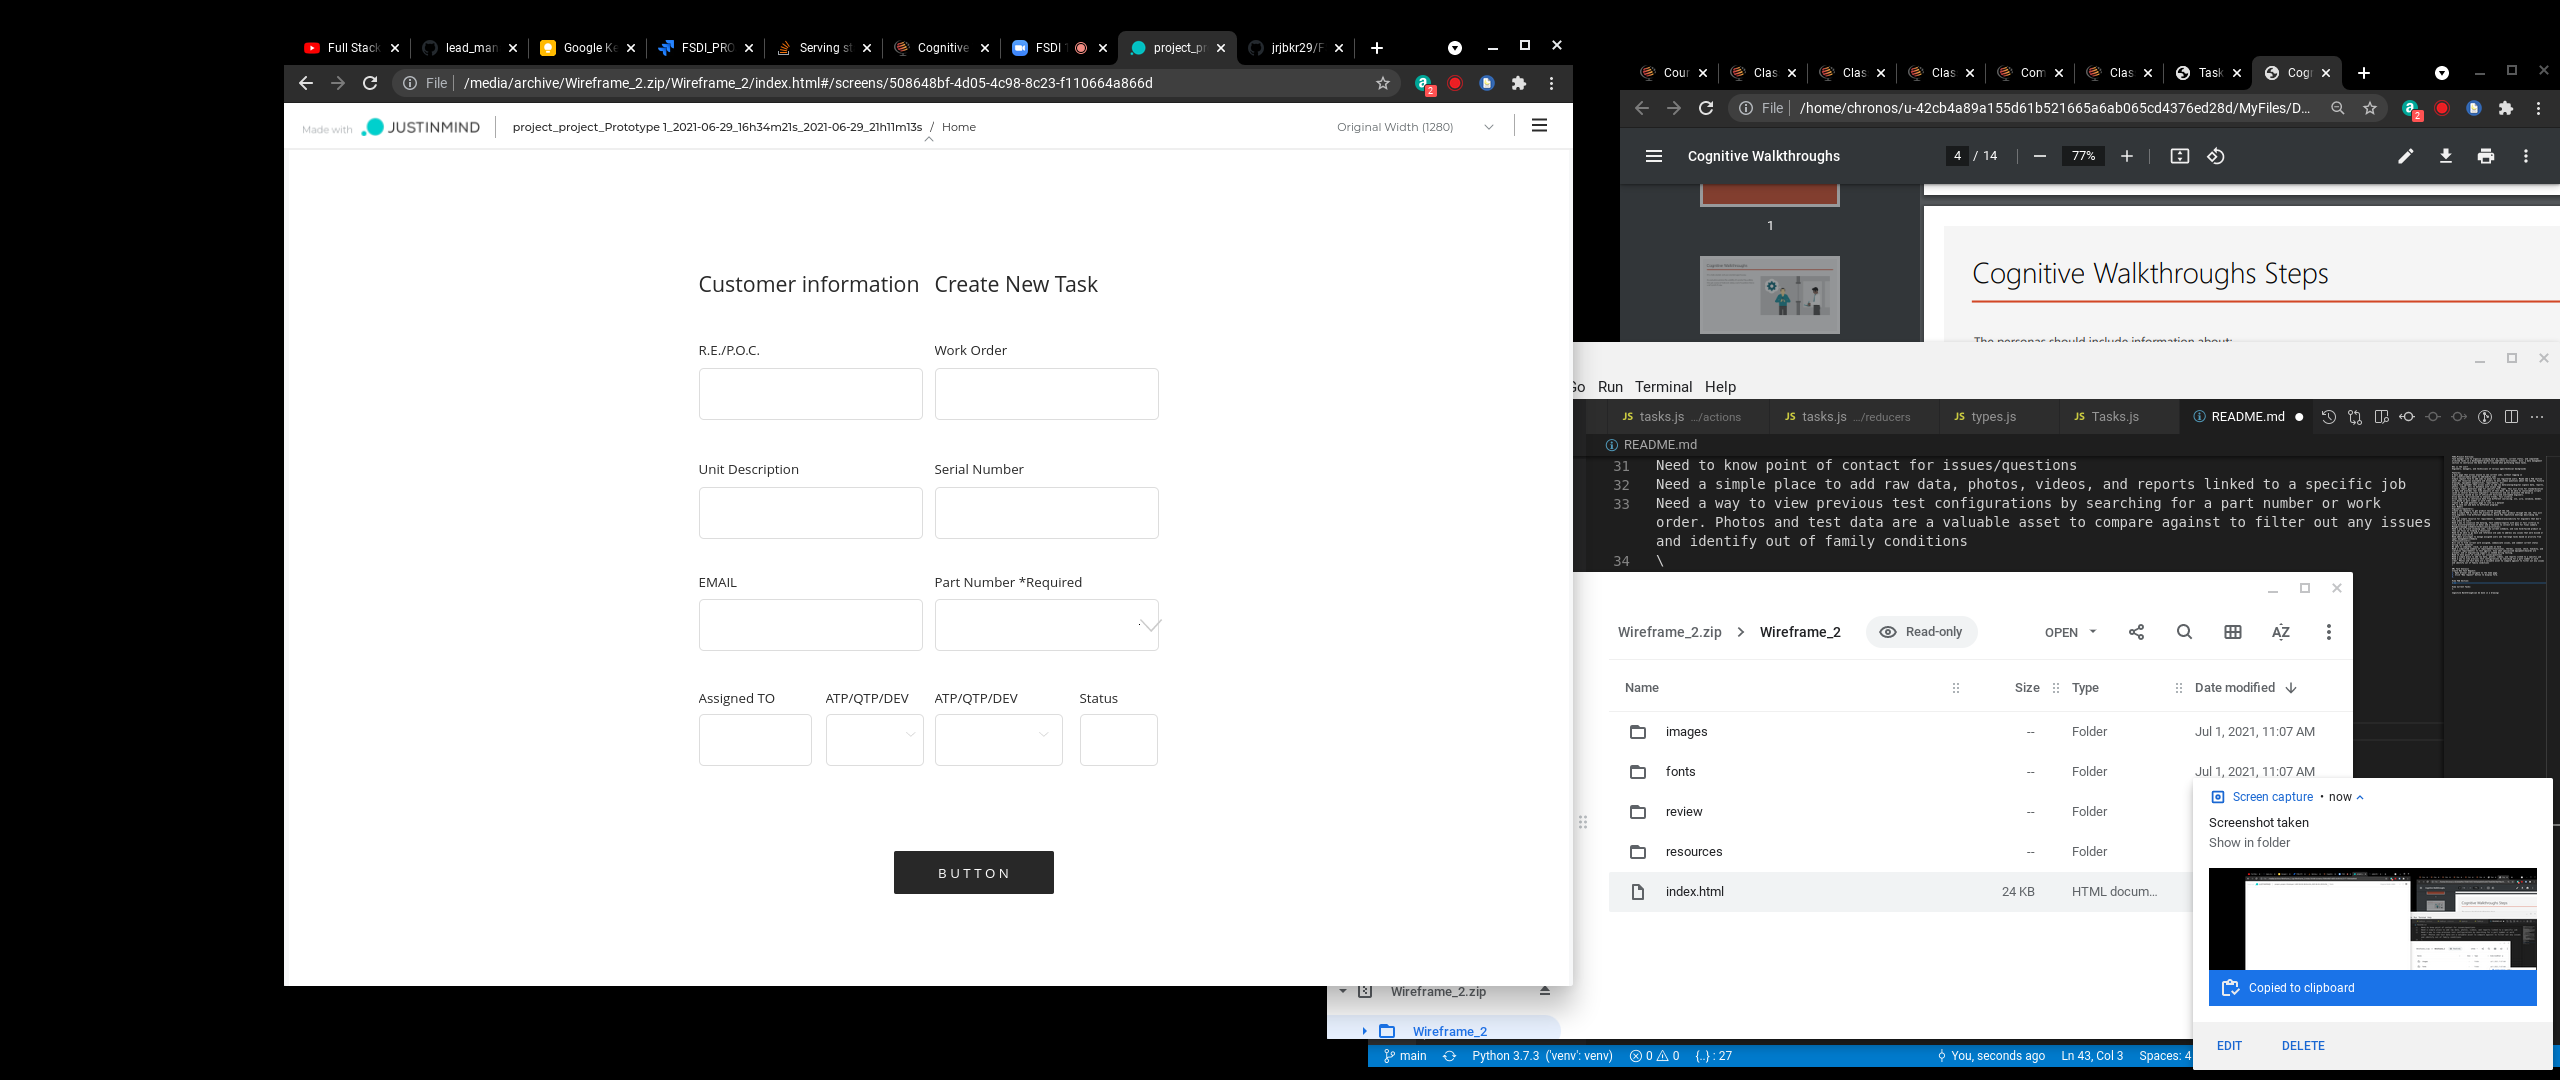 Full Stack
lead_man
Google Ke
FSDI_PRO
Serving st
Cognitive
FSDI
project_pr
jrjbkr29/F
File
/media/archive/Wireframe_2.zip/Wireframe_2/index.html#/screens/508648bf-4d05-4c98-8c23-f110664a866d
2
Made with JUSTINMIND
project_project_Prototype 1_2021-06-29_16h34m21s_2021-06-29_21h11m13s / Home
Original Width (1280)
Customer information
Create New Task
R.E./P.O.C.
Work Order
Unit Description
Serial Number
EMAIL
Part Number *Required
Assigned TO
ATP/QTP/DEV
ATP/QTP/DEV
Status
BUTTON
Cour
Clas
Clas
Clas
Com
Clas
Task
Cogn
File
/home/chronos/u-42cb4a89a155d61b521665a6ab065cd4376ed28d/MyFiles/D...
2
Cognitive Walkthroughs
4 / 14
77%
1
Cognitive Walkthroughs Steps
The personas should include information about:
Go Run Terminal Help
JS tasks.js .../actions
JS tasks.js .../reducers
JS types.js
JS Tasks.js
README.md
README.md
31 Need to know point of contact for issues/questions
32 Need a simple place to add raw data, photos, videos, and reports linked to a specific job
33 Need a way to view previous test configurations by searching for a part number or work
order. Photos and test data are a valuable asset to compare against to filter out any issues
and identify out of family conditions
34 \
Wireframe_2.zip > Wireframe_2
Read-only
OPEN
AZ
Name Size Type Date modified
images -- Folder Jul 1, 2021, 11:07 AM
fonts -- Folder Jul 1, 2021, 11:07 AM
review -- Folder
resources -- Folder
index.html 24 KB HTML docum...
Wireframe_2.zip
Wireframe_2
Screen capture • now
Screenshot taken
Show in folder
Copied to clipboard
EDIT DELETE
main
Python 3.7.3 ('venv': venv)
0 0
{..} : 27
You, seconds ago
Ln 43, Col 3
Spaces: 4